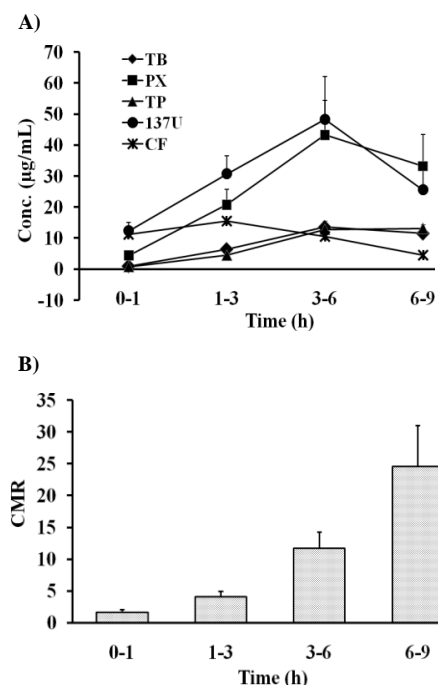 A)
TB
PX
TP
137U
CF
70
60
50
40
30
20
10
0
-10
Conc. (µg/mL)
0-1 1-3 3-6 6-9
Time (h)
B)
35
30
25
20
15
10
5
0
CMR
0-1 1-3 3-6 6-9
Time (h)